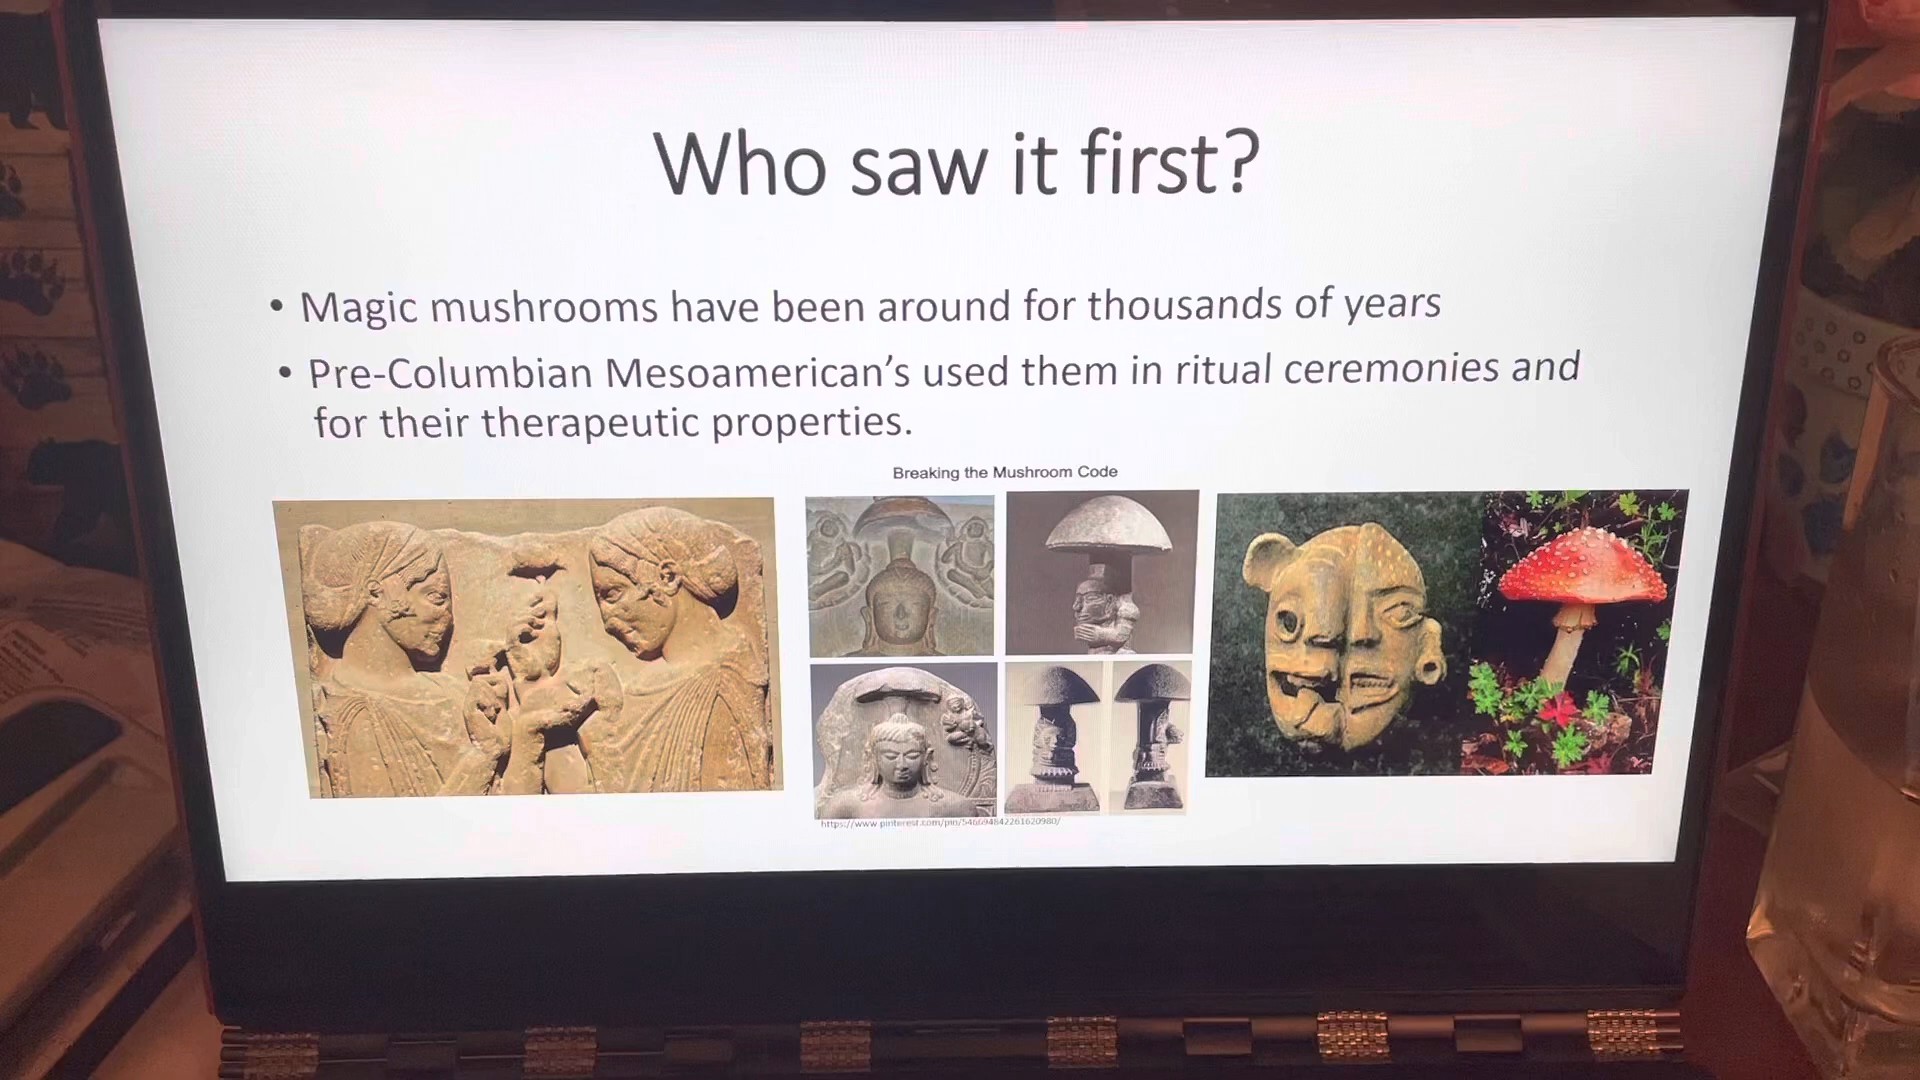 Who saw it first?
• Magic mushrooms have been around for thousands of years
• Pre-Columbian Mesoamerican's used them in ritual ceremonies and
for their therapeutic properties.
Breaking the Mushroom Code
https://www.pinterest.com/pin/546694842261620980/